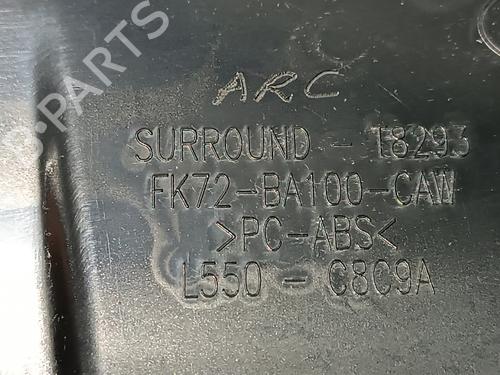 ARC
SURROUND - 18293
FK72-BA100-CAW
>PC-ABS<
L550 - C8C9A
B-PARTS